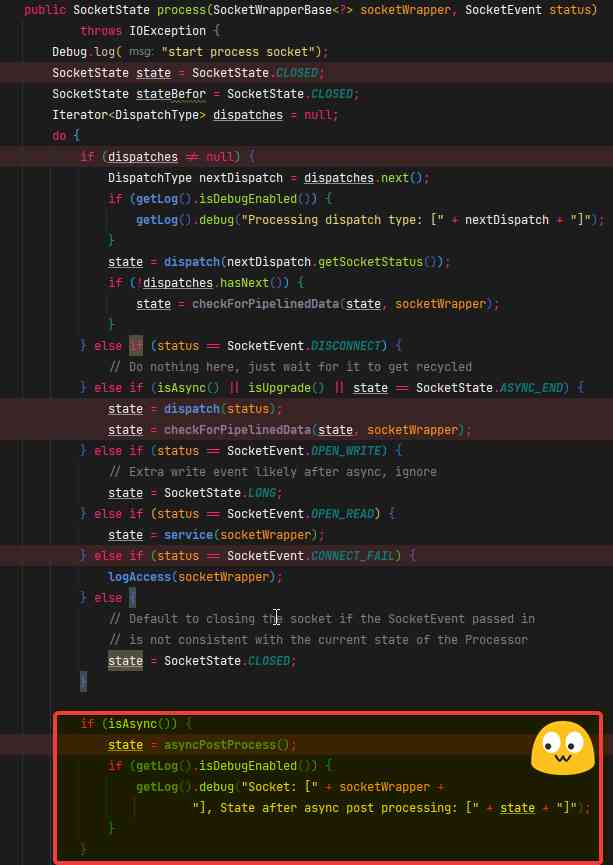 public SocketState process(SocketWrapperBase<?> socketWrapper, SocketEvent status)
throws IOException {
Debug.log( msg: "start process socket");
SocketState state = SocketState.CLOSED;
SocketState stateBefor = SocketState.CLOSED;
Iterator<DispatchType> dispatches = null;
do {
if (dispatches ≠ null) {
DispatchType nextDispatch = dispatches.next();
if (getLog().isDebugEnabled()) {
getLog().debug("Processing dispatch type: [" + nextDispatch + "]");
}
state = dispatch(nextDispatch.getSocketStatus());
if (!dispatches.hasNext()) {
state = checkForPipelinedData(state, socketWrapper);
}
} else if (status == SocketEvent.DISCONNECT) {
// Do nothing here, just wait for it to get recycled
} else if (isAsync() || isUpgrade() || state == SocketState.ASYNC_END) {
state = dispatch(status);
state = checkForPipelinedData(state, socketWrapper);
} else if (status == SocketEvent.OPEN_WRITE) {
// Extra write event likely after async, ignore
state = SocketState.LONG;
} else if (status == SocketEvent.OPEN_READ) {
state = service(socketWrapper);
} else if (status == SocketEvent.CONNECT_FAIL) {
logAccess(socketWrapper);
} else {
// Default to closing the socket if the SocketEvent passed in
// is not consistent with the current state of the Processor
state = SocketState.CLOSED;
}
if (isAsync()) {
state = asyncPostProcess();
if (getLog().isDebugEnabled()) {
getLog().debug("Socket: [" + socketWrapper +
"], State after async post processing: [" + state + "]");
}
}